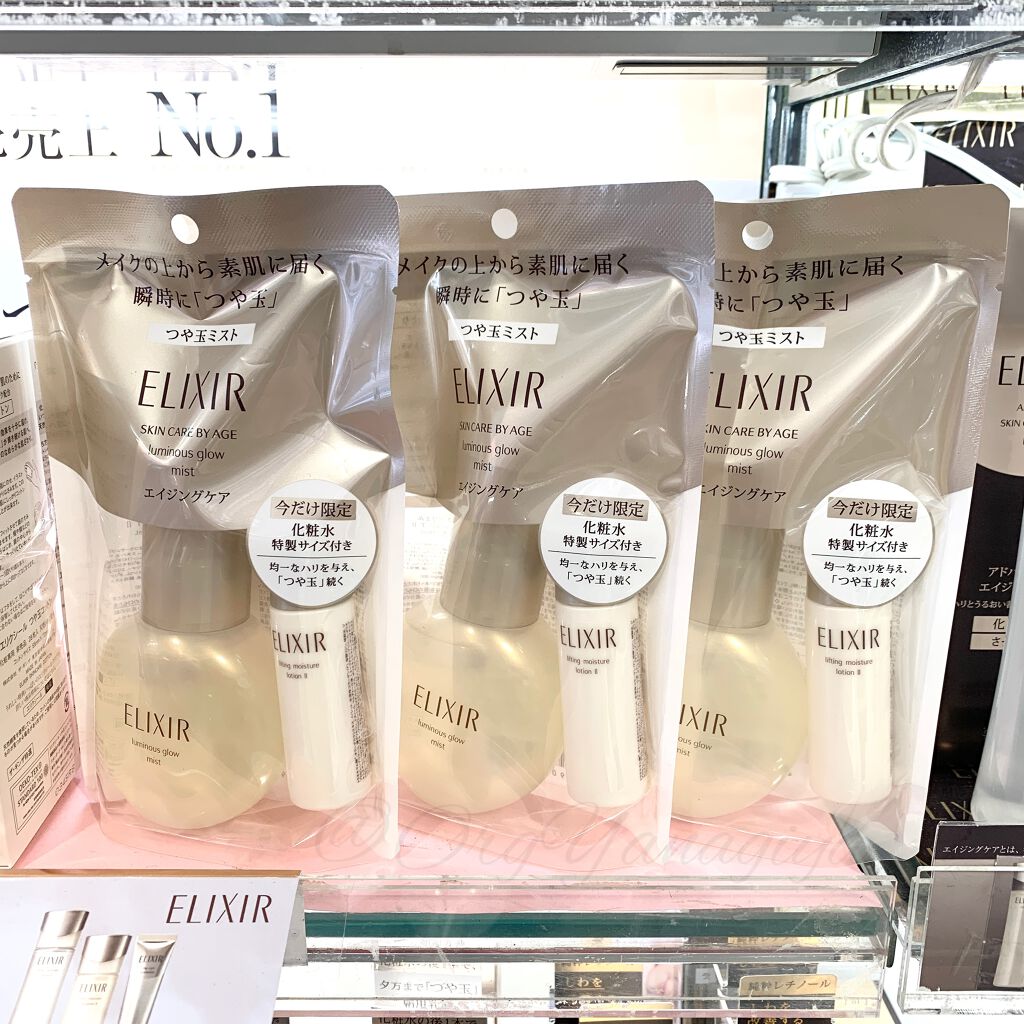 売上 No.1
メイクの上から素肌に届く
瞬時に「つや玉」
つや玉ミスト
ELIXIR
SKIN CARE BY AGE
luminous glow
mist
エイジングケア
今だけ限定
化粧水
特製サイズ付き
均一なハリを与え、
「つや玉」続く
ELIXIR
lifting moisture
lotion II
ELIXIR
luminous glow
mist
メイクの上から素肌に届く
瞬時に「つや玉」
つや玉ミスト
ELIXIR
SKIN CARE BY AGE
luminous glow
mist
エイジングケア
今だけ限定
化粧水
特製サイズ付き
均一なハリを与え、
「つや玉」続く
ELIXIR
lifting moisture
lotion II
ELIXIR
luminous glow
mist
上から素肌に届く
時に「つや玉」
つや玉ミスト
ELIXIR
SKIN CARE BY AGE
luminous glow
mist
エイジングケア
今だけ限定
化粧水
特製サイズ付き
均一なハリを与え、
「つや玉」続く
ELIXIR
lifting moisture
lotion II
IXIR
luminous glow
mist
ELIXIR
ELIXIR
エイジングケアとは、
ELIXIR
夕方まで「つや玉」
純粋レチノール
しわを
改善する